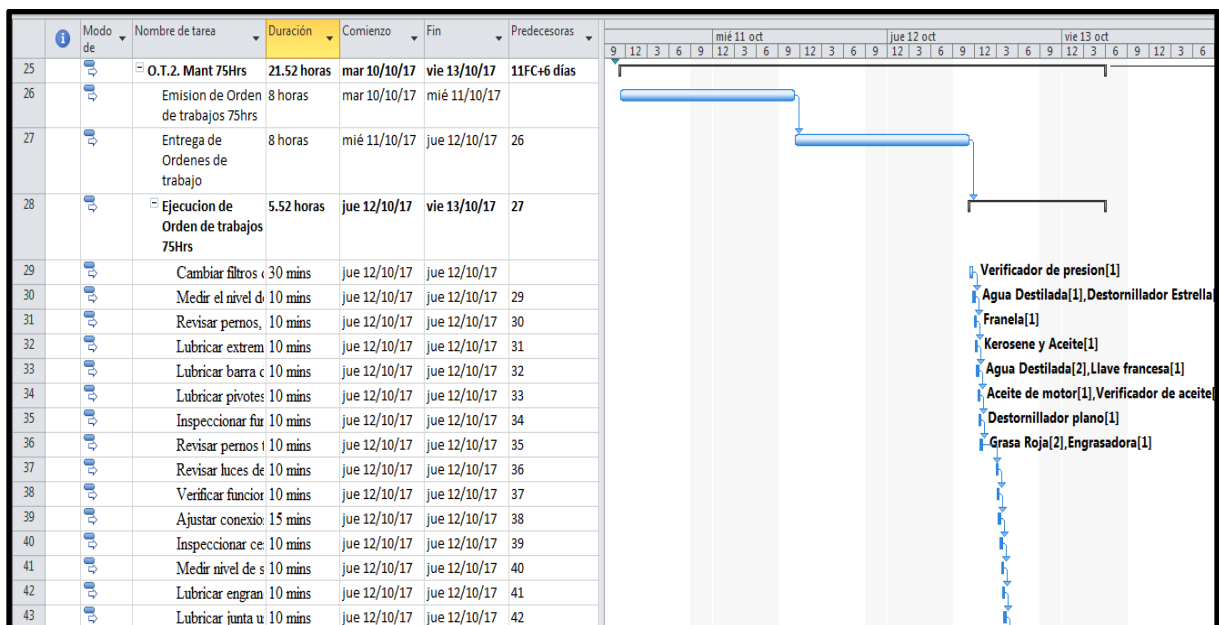 Modo de Nombre de tarea Duración Comienzo Fin Predecesoras
mié 11 oct jue 12 oct vie 13 oct
9 12 3 6 9 12 3 6 9 12 3 6 9 12 3 6 9 12 3 6 9 12 3 6 9 12 3 6
25 O.T.2. Mant 75Hrs 21.52 horas mar 10/10/17 vie 13/10/17 11FC+6 días
26 Emision de Orden de trabajos 75hrs 8 horas mar 10/10/17 mié 11/10/17
27 Entrega de Ordenes de trabajo 8 horas mié 11/10/17 jue 12/10/17 26
28 Ejecucion de Orden de trabajos 75Hrs 5.52 horas jue 12/10/17 vie 13/10/17 27
29 Cambiar filtros 30 mins jue 12/10/17 jue 12/10/17 Verificador de presion[1]
30 Medir el nivel 10 mins jue 12/10/17 jue 12/10/17 29 Agua Destilada[1],Destornillador Estrella[
31 Revisar pernos, 10 mins jue 12/10/17 jue 12/10/17 30 Franela[1]
32 Lubricar extrem 10 mins jue 12/10/17 jue 12/10/17 31 Kerosene y Aceite[1]
33 Lubricar barra 10 mins jue 12/10/17 jue 12/10/17 32 Agua Destilada[2],Llave francesa[1]
34 Lubricar pivotes 10 mins jue 12/10/17 jue 12/10/17 33 Aceite de motor[1],Verificador de aceite[
35 Inspeccionar fur 10 mins jue 12/10/17 jue 12/10/17 34 Destornillador plano[1]
36 Revisar pernos t 10 mins jue 12/10/17 jue 12/10/17 35 Grasa Roja[2],Engrasadora[1]
37 Revisar luces de 10 mins jue 12/10/17 jue 12/10/17 36
38 Verificar funcior 10 mins jue 12/10/17 jue 12/10/17 37
39 Ajustar conexio 15 mins jue 12/10/17 jue 12/10/17 38
40 Inspeccionar ce 10 mins jue 12/10/17 jue 12/10/17 39
41 Medir nivel de s 10 mins jue 12/10/17 jue 12/10/17 40
42 Lubricar engran 10 mins jue 12/10/17 jue 12/10/17 41
43 Lubricar junta u 10 mins jue 12/10/17 jue 12/10/17 42